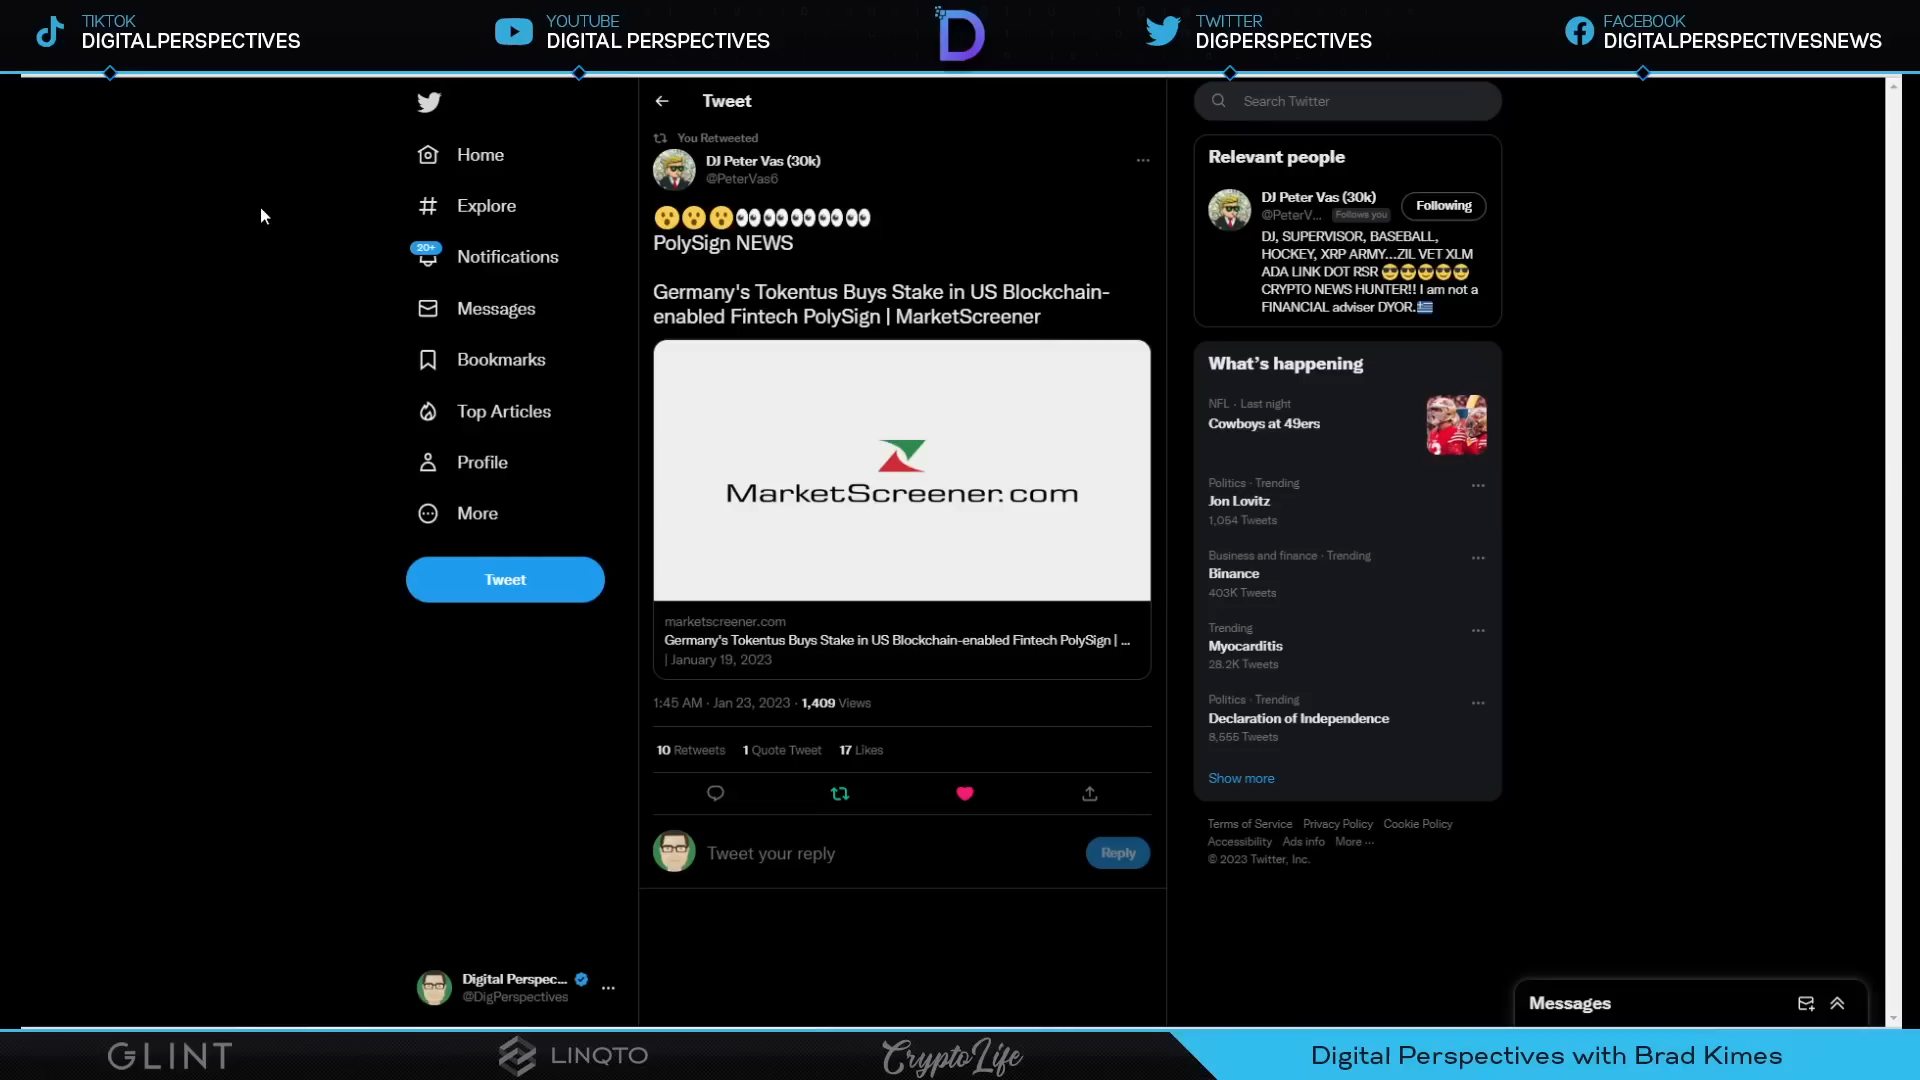 TIKTOK
DIGITALPERSPECTIVES
YOUTUBE
DIGITAL PERSPECTIVES
D
TWITTER
DIGPERSPECTIVES
FACEBOOK
DIGITALPERSPECTIVESNEWS
Home
Explore
20+
Notifications
Messages
Bookmarks
Top Articles
Profile
More
Tweet
Digital Perspec...
@DigPerspectives
Tweet
You Retweeted
DJ Peter Vas (30k)
@PeterVas6
😮😮😮👀👀👀👀👀
PolySign NEWS
Germany's Tokentus Buys Stake in US Blockchain-
enabled Fintech PolySign | MarketScreener
MarketScreener.com
marketscreener.com
Germany's Tokentus Buys Stake in US Blockchain-enabled Fintech PolySign | ...
| January 19, 2023
1:45 AM · Jan 23, 2023 · 1,409 Views
10 Retweets 1 Quote Tweet 17 Likes
Tweet your reply
Reply
Search Twitter
Relevant people
DJ Peter Vas (30k)
@PeterV... Follows you
Following
DJ, SUPERVISOR, BASEBALL,
HOCKEY, XRP ARMY...ZIL VET XLM
ADA LINK DOT RSR 😎😎😎😎😎
CRYPTO NEWS HUNTER!! I am not a
FINANCIAL adviser DYOR.🇬🇷
What's happening
NFL · Last night
Cowboys at 49ers
Politics · Trending
Jon Lovitz
1,054 Tweets
Business and finance · Trending
Binance
403K Tweets
Trending
Myocarditis
28.2K Tweets
Politics · Trending
Declaration of Independence
8,555 Tweets
Show more
Terms of Service Privacy Policy Cookie Policy
Accessibility Ads info More ...
© 2023 Twitter, Inc.
Messages
GLINT
LINQTO
CryptoLife
Digital Perspectives with Brad Kimes